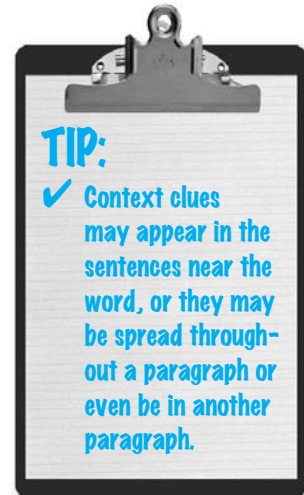 TIP:
✔ Context clues
may appear in the
sentences near the
word, or they may
be spread through-
out a paragraph or
even be in another
paragraph.